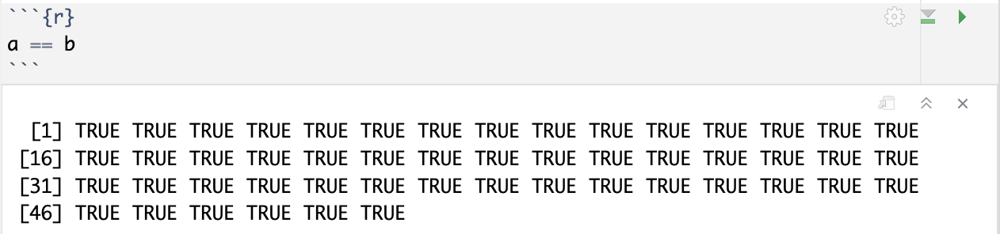 ```{r}
a == b
```
[1] TRUE TRUE TRUE TRUE TRUE TRUE TRUE TRUE TRUE TRUE TRUE TRUE TRUE TRUE TRUE
[16] TRUE TRUE TRUE TRUE TRUE TRUE TRUE TRUE TRUE TRUE TRUE TRUE TRUE TRUE TRUE
[31] TRUE TRUE TRUE TRUE TRUE TRUE TRUE TRUE TRUE TRUE TRUE TRUE TRUE TRUE TRUE
[46] TRUE TRUE TRUE TRUE TRUE TRUE